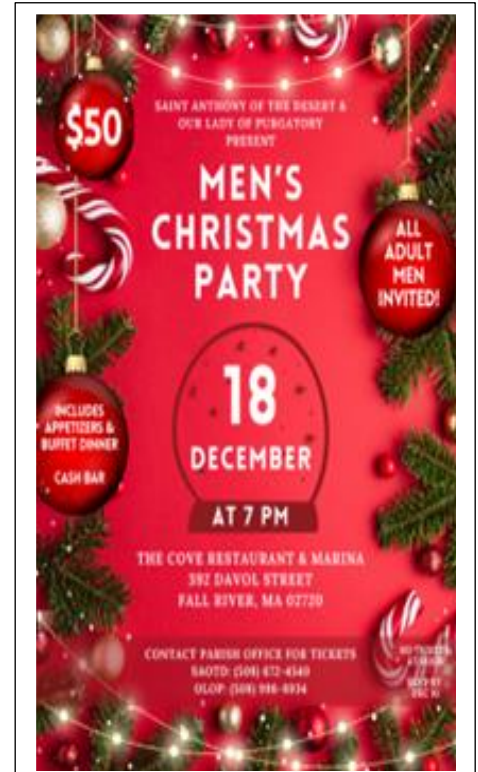 $50
SAINT ANTHONY OF THE DESERT &
OUR LADY OF PURGATORY
PRESENT
MEN'S
CHRISTMAS
PARTY
ALL
ADULT
MEN
INVITED!
18
DECEMBER
AT 7 PM
INCLUDES
APPETIZERS &
BUFFET DINNER
CASH BAR
THE COVE RESTAURANT & MARINA
392 DAVOL STREET
FALL RIVER, MA 02720
CONTACT PARISH OFFICE FOR TICKETS
SAOTD: (508) 672-4540
OLOP: (508) 996-8934